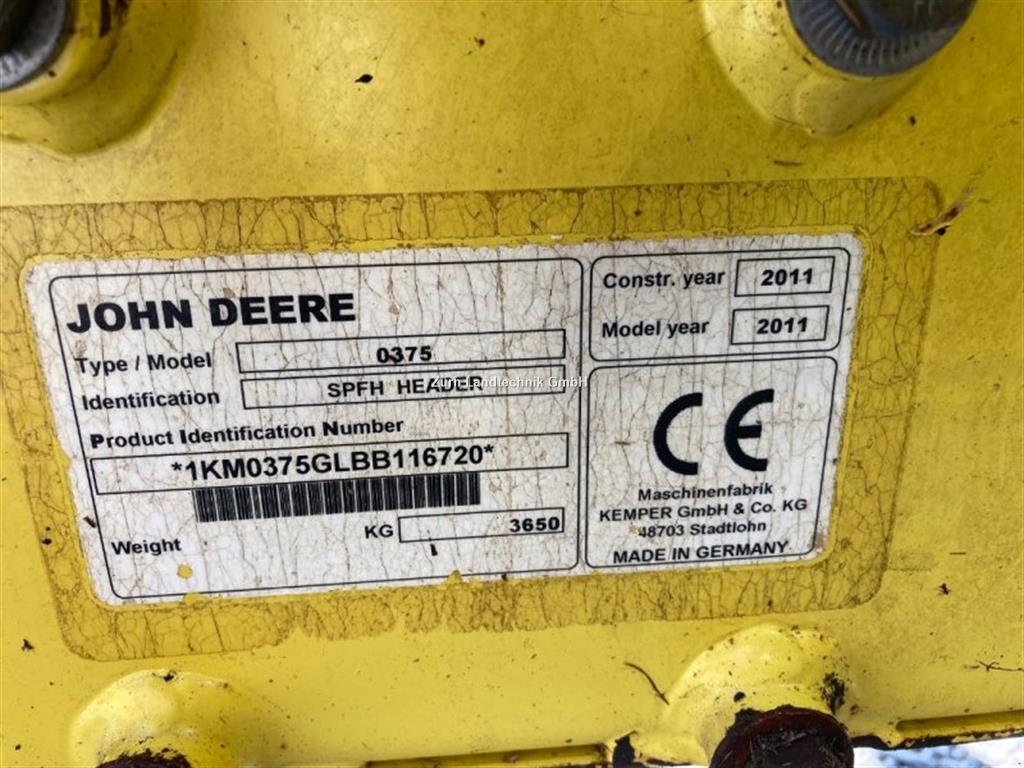 JOHN DEERE
Type / Model 0375
Identification SPFH HEADER
Product Identification Number
*1KM0375GLBB116720*
Weight KG 3650
Constr. year 2011
Model year 2011
CE
Maschinenfabrik
KEMPER GmbH & Co. KG
48703 Stadtlohn
MADE IN GERMANY
Zurn Landtechnik GmbH